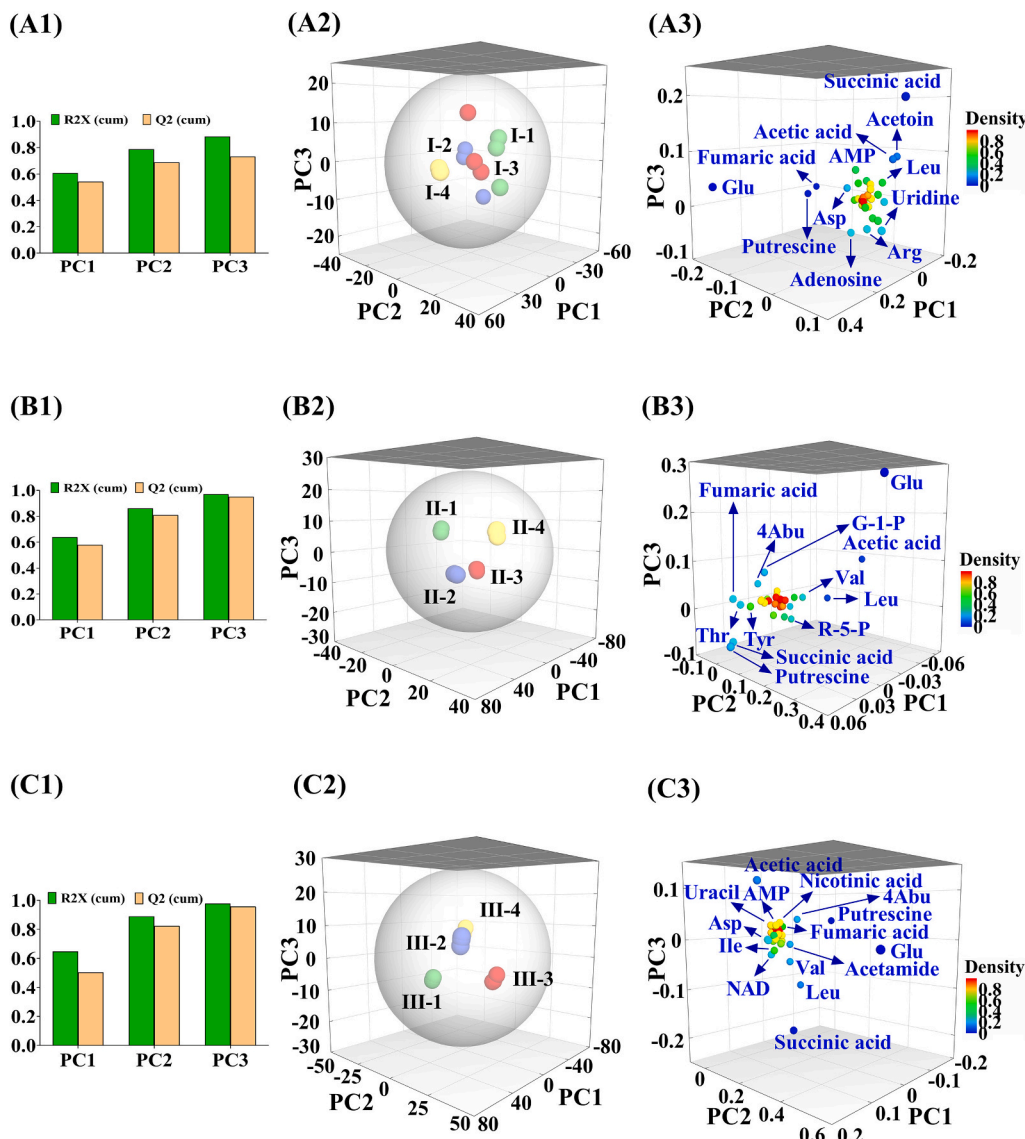 (A1)
R2X (cum) Q2 (cum)
1.0
0.8
0.6
0.4
0.2
0.0
PC1 PC2 PC3
(A2)
20
10
0
-10
-20
PC3
I-1
I-2
I-3
I-4
-40
-20
0
20
40
PC2
60
30
0
-30
-60
PC1
(A3)
Succinic acid
Acetoin
Acetic acid
AMP
Leu
Fumaric acid
Glu
Uridine
Asp
Putrescine
Arg
Adenosine
0.2
0.1
0
-0.1
PC3
-0.2
-0.1
0
0.1
PC2
0.4
0.2
0
-0.2
PC1
Density
0.8
0.6
0.4
0.2
0
(B1)
R2X (cum) Q2 (cum)
1.0
0.8
0.6
0.4
0.2
0.0
PC1 PC2 PC3
(B2)
30
20
10
0
-10
-20
-30
PC3
II-1
II-4
II-3
II-2
-40
-20
0
20
40
PC2
80
40
0
-40
-80
PC1
(B3)
Glu
Fumaric acid
G-1-P
4Abu
Acetic acid
Val
Leu
R-5-P
Thr
Tyr
Succinic acid
Putrescine
0.3
0.2
0.1
0
-0.1
PC3
-0.1
0
0.1
0.2
0.3
0.4
PC2
0.06
0.03
0
-0.03
-0.06
PC1
Density
0.8
0.6
0.4
0.2
0
(C1)
R2X (cum) Q2 (cum)
1.0
0.8
0.6
0.4
0.2
0.0
PC1 PC2 PC3
(C2)
30
20
10
0
-10
-20
-30
PC3
III-4
III-2
III-3
III-1
-50
-25
0
25
50
PC2
80
40
0
-40
-80
PC1
(C3)
Acetic acid
Nicotinic acid
Uracil
AMP
4Abu
Putrescine
Asp
Fumaric acid
Ile
Glu
Acetamide
NAD
Val
Leu
Succinic acid
0.1
0
-0.1
-0.2
PC3
0
0.2
0.4
0.6
PC2
0.2
0.1
0
-0.1
-0.2
PC1
Density
0.8
0.6
0.4
0.2
0